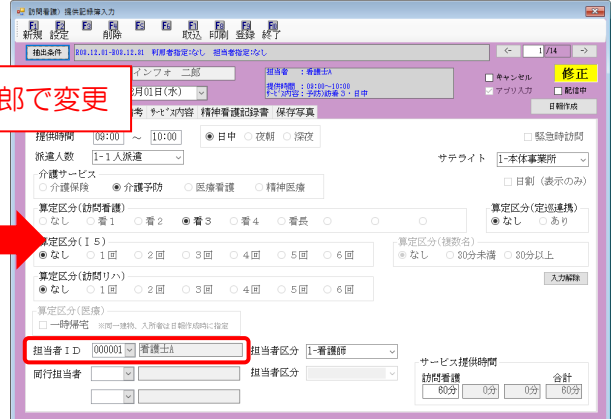 訪問看護) 提供記録簿入力
F1 F2 F3 F4 F5 F6
新規 設定 削除 取込 印刷 登録 終了
抽出条件 R08.12.01-R08.12.31 利用者指定:なし 担当者指定:なし <- 1 /14 ->
インフォ 二郎
担当者 :看護士A
提供時間 :09:00~10:00
ｻｰﾋﾞｽ内容:予防)訪看3・日中
キャンセル 修正
アプリ入力 配信中
郎で変更
月01日(水)
日報作成
考 ｻｰﾋﾞｽ内容 精神看護記録書 保存写真
提供時間 09:00 ~ 10:00 日中 夜朝 深夜 緊急時訪問
派遣人数 1-1人派遣 サテライト 1-本体事業所
介護サービス
介護保険 介護予防 医療看護 精神医療 日割 (表示のみ)
算定区分(訪問看護) 算定区分(定巡連携)
なし 看1 看2 看3 看4 看長 なし あり
算定区分(I5) 算定区分(複数名)
なし 1回 2回 3回 4回 5回 6回 なし 30分未満 30分以上
算定区分(訪問リハ) 入力解除
なし 1回 2回 3回 4回 5回 6回
算定区分(医療)
一時帰宅 ※同一建物、入所者は日報作成時に指定
担当者ID 000001 看護士A 担当者区分 1-看護師
同行担当者 担当者区分
サービス提供時間
訪問看護 合計
60分 0分 0分 60分